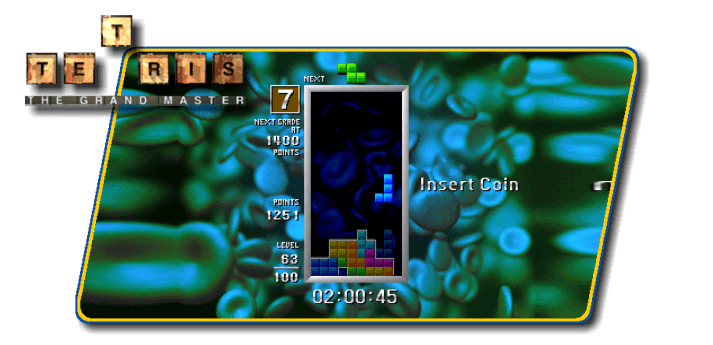 T
TE RIS
THE GRAND MASTER
NEXT
7
NEXT GRADE
AT
1400
POINTS
Insert Coin
POINTS
1251
LEVEL
63
100
02:00:45